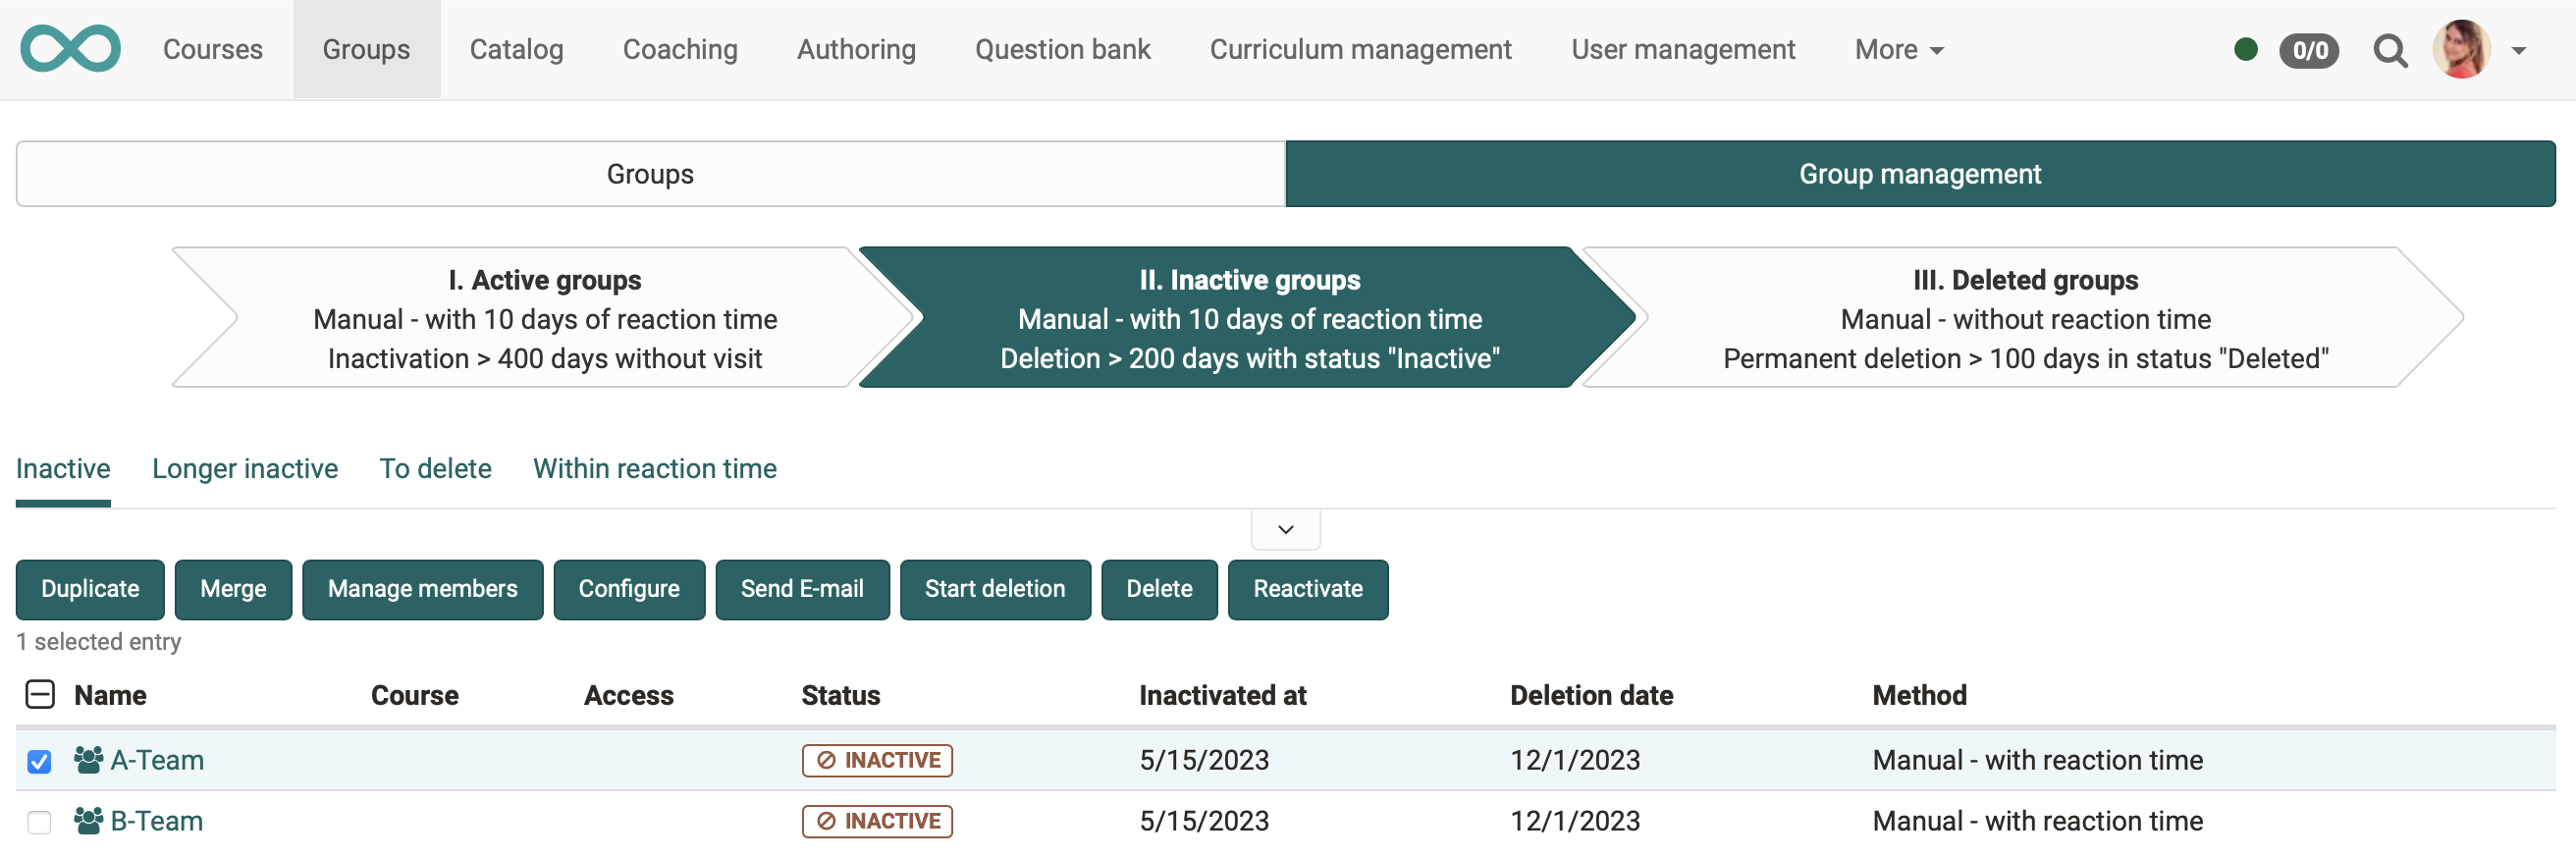 Courses Groups Catalog Coaching Authoring Question bank Curriculum management User management More 0/0
Groups Group management
I. Active groups
Manual - with 10 days of reaction time
Inactivation > 400 days without visit
II. Inactive groups
Manual - with 10 days of reaction time
Deletion > 200 days with status "Inactive"
III. Deleted groups
Manual - without reaction time
Permanent deletion > 100 days in status "Deleted"
Inactive Longer inactive To delete Within reaction time
Duplicate Merge Manage members Configure Send E-mail Start deletion Delete Reactivate
1 selected entry
Name Course Access Status Inactivated at Deletion date Method
A-Team INACTIVE 5/15/2023 12/1/2023 Manual - with reaction time
B-Team INACTIVE 5/15/2023 12/1/2023 Manual - with reaction time